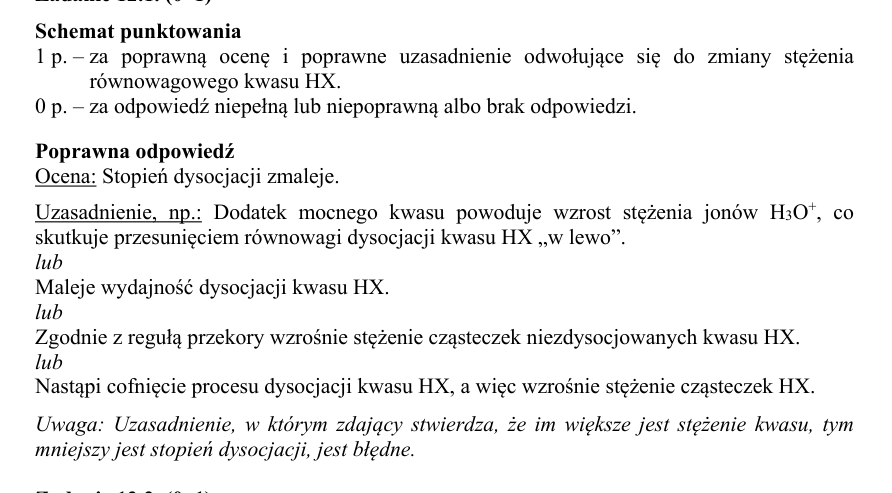 Schemat punktowania
1 p. – za poprawną ocenę i poprawne uzasadnienie odwołujące się do zmiany stężenia
równowagowego kwasu HX.
0 p. – za odpowiedź niepełną lub niepoprawną albo brak odpowiedzi.
Poprawna odpowiedź
Ocena: Stopień dysocjacji zmaleje.
Uzasadnienie, np.: Dodatek mocnego kwasu powoduje wzrost stężenia jonów H₃O⁺, co
skutkuje przesunięciem równowagi dysocjacji kwasu HX „w lewo”.
lub
Maleje wydajność dysocjacji kwasu HX.
lub
Zgodnie z regułą przekory wzrośnie stężenie cząsteczek niezdysocjowanych kwasu HX.
lub
Nastąpi cofnięcie procesu dysocjacji kwasu HX, a więc wzrośnie stężenie cząsteczek HX.
Uwaga: Uzasadnienie, w którym zdający stwierdza, że im większe jest stężenie kwasu, tym
mniejszy jest stopień dysocjacji, jest błędne.